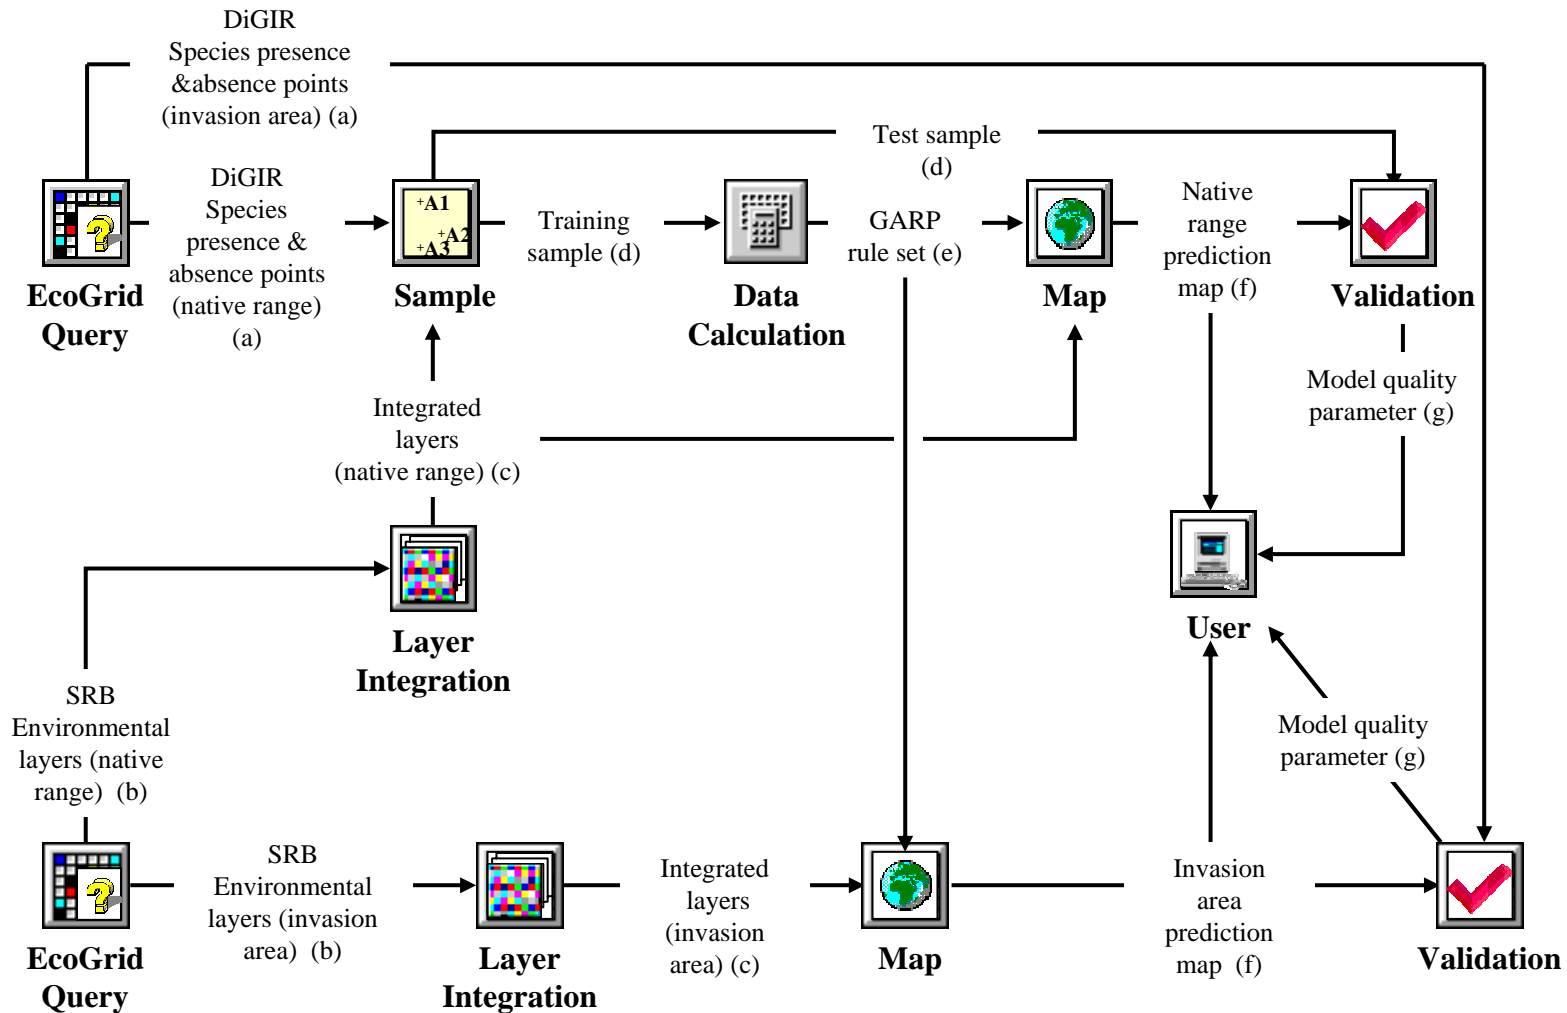 DiGIR
Species presence
&absence points
(invasion area) (a)
Test sample
(d)
DiGIR
Species
presence &
absence points
(native range)
(a)
+A1
+A2
+A3
Training
sample (d)
GARP
rule set (e)
Native
range
prediction
map (f)
EcoGrid
Query
Sample
Data
Calculation
Map
Validation
Model quality
parameter (g)
Integrated
layers
(native range) (c)
Layer
Integration
User
SRB
Environmental
layers (native
range) (b)
Model quality
parameter (g)
EcoGrid
Query
SRB
Environmental
layers (invasion
area) (b)
Layer
Integration
Integrated
layers
(invasion
area) (c)
Map
Invasion
area
prediction
map (f)
Validation